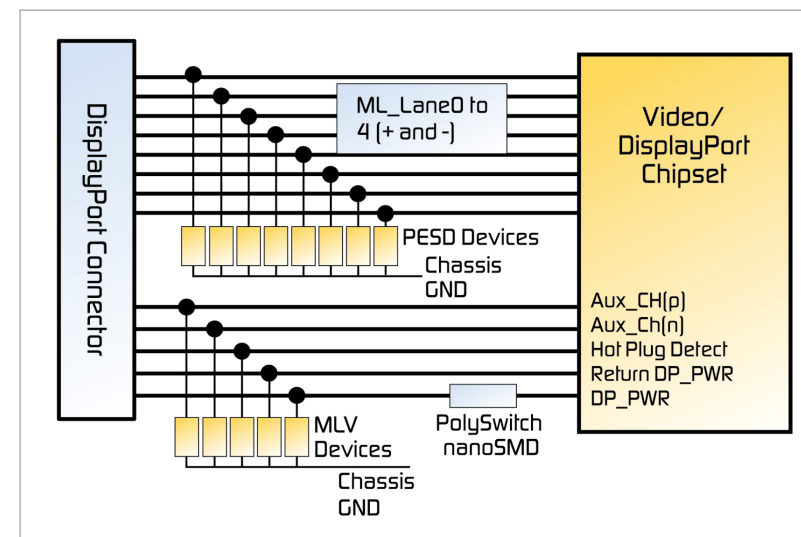 DisplayPort Connector
ML_Lane0 to
4 (+ and -)
Video/
DisplayPort
Chipset
PESD Devices
Chassis
GND
Aux_CH(p)
Aux_Ch(n)
Hot Plug Detect
Return DP_PWR
DP_PWR
PolySwitch
nanoSMD
MLV
Devices
Chassis
GND